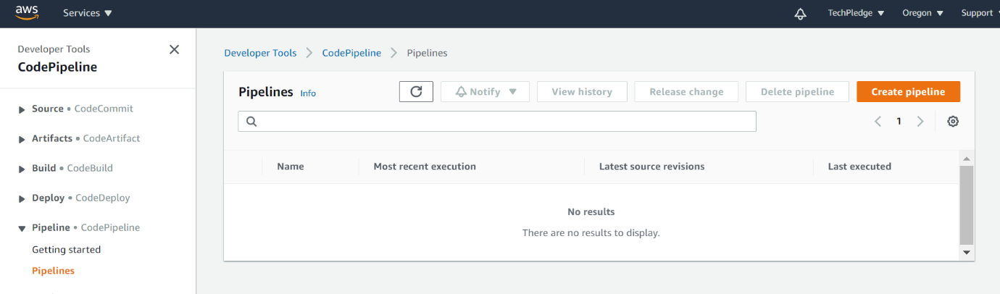 aws
Services
TechPledge
Oregon
Support
Developer Tools
CodePipeline
Source • CodeCommit
Artifacts • CodeArtifact
Build • CodeBuild
Deploy • CodeDeploy
Pipeline • CodePipeline
Getting started
Pipelines
Developer Tools > CodePipeline > Pipelines
Pipelines Info
Notify
View history
Release change
Delete pipeline
Create pipeline
1
Name Most recent execution Latest source revisions Last executed
No results
There are no results to display.